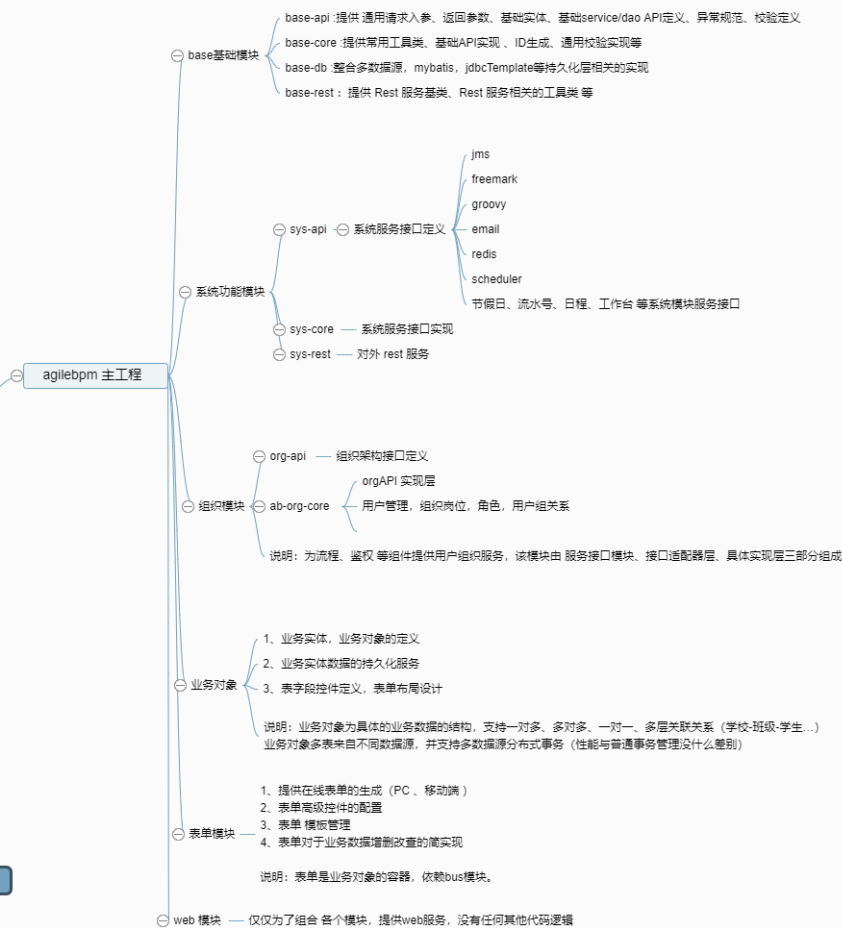 base-api :提供 通用请求入参、返回参数、基础实体、基础service/dao API定义、异常规范、校验定义
base基础模块
base-core :提供常用工具类、基础API实现 、ID生成、通用校验实现等
base-db :整合多数据源，mybatis，jdbcTemplate等持久化层相关的实现
base-rest： 提供 Rest 服务基类、Rest 服务相关的工具类 等
jms
freemark
groovy
sys-api
系统服务接口定义
email
redis
scheduler
系统功能模块
节假日、流水号、日程、工作台 等系统模块服务接口
sys-core
系统服务接口实现
sys-rest
对外 rest 服务
agilebpm 主工程
org-api
组织架构接口定义
orgAPI 实现层
组织模块
ab-org-core
用户管理，组织岗位，角色，用户组关系
说明：为流程、鉴权 等组件提供用户组织服务，该模块由 服务接口模块、接口适配器层、具体实现层三部分组成
1、业务实体，业务对象的定义
2、业务实体数据的持久化服务
业务对象
3、表字段控件定义，表单布局设计
说明：业务对象为具体的业务数据的结构，支持一对多、多对多、一对一、多层关联关系（学校-班级-学生...）
业务对象多表来自不同数据源，并支持多数据源分布式事务（性能与普通事务管理没什么差别）
1、提供在线表单的生成（PC 、移动端 ）
2、表单高级控件的配置
3、表单 模板管理
表单模块
4、表单对于业务数据增删改查的简实现
说明：表单是业务对象的容器，依赖bus模块。
web 模块
仅仅为了组合 各个模块，提供web服务，没有任何其他代码逻辑